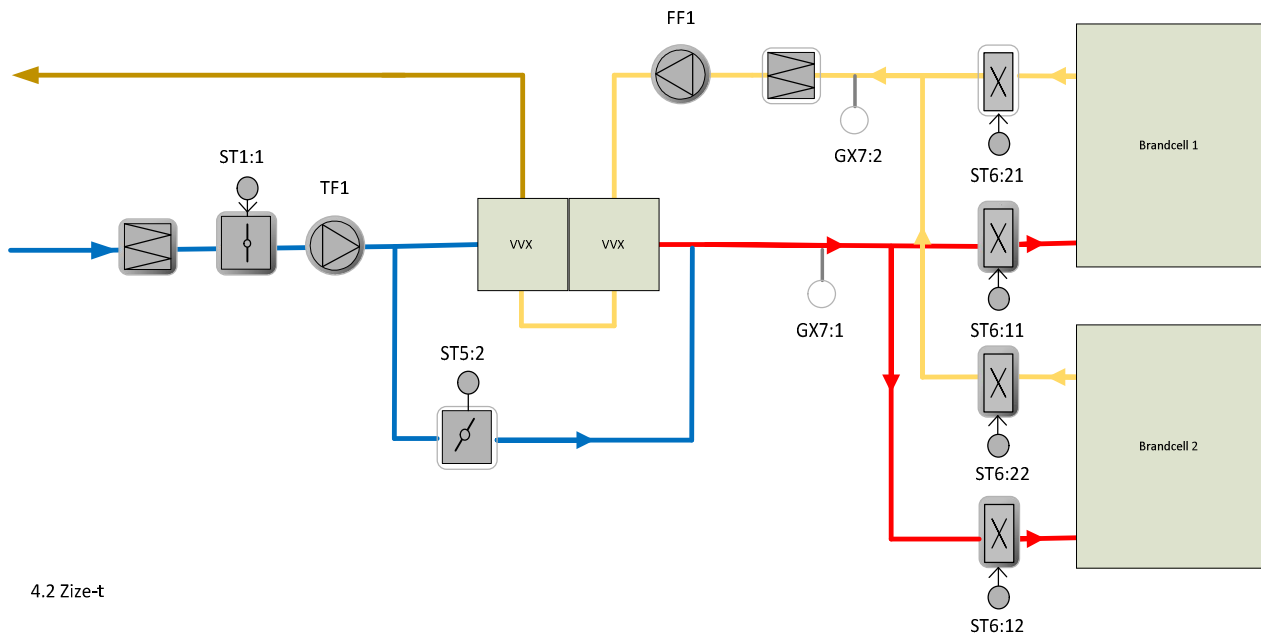 FF1
ST1:1
TF1
GX7:2
ST6:21
Brandcell 1
VVX
VVX
GX7:1
ST6:11
ST5:2
ST6:22
Brandcell 2
4.2 Zize-t
ST6:12